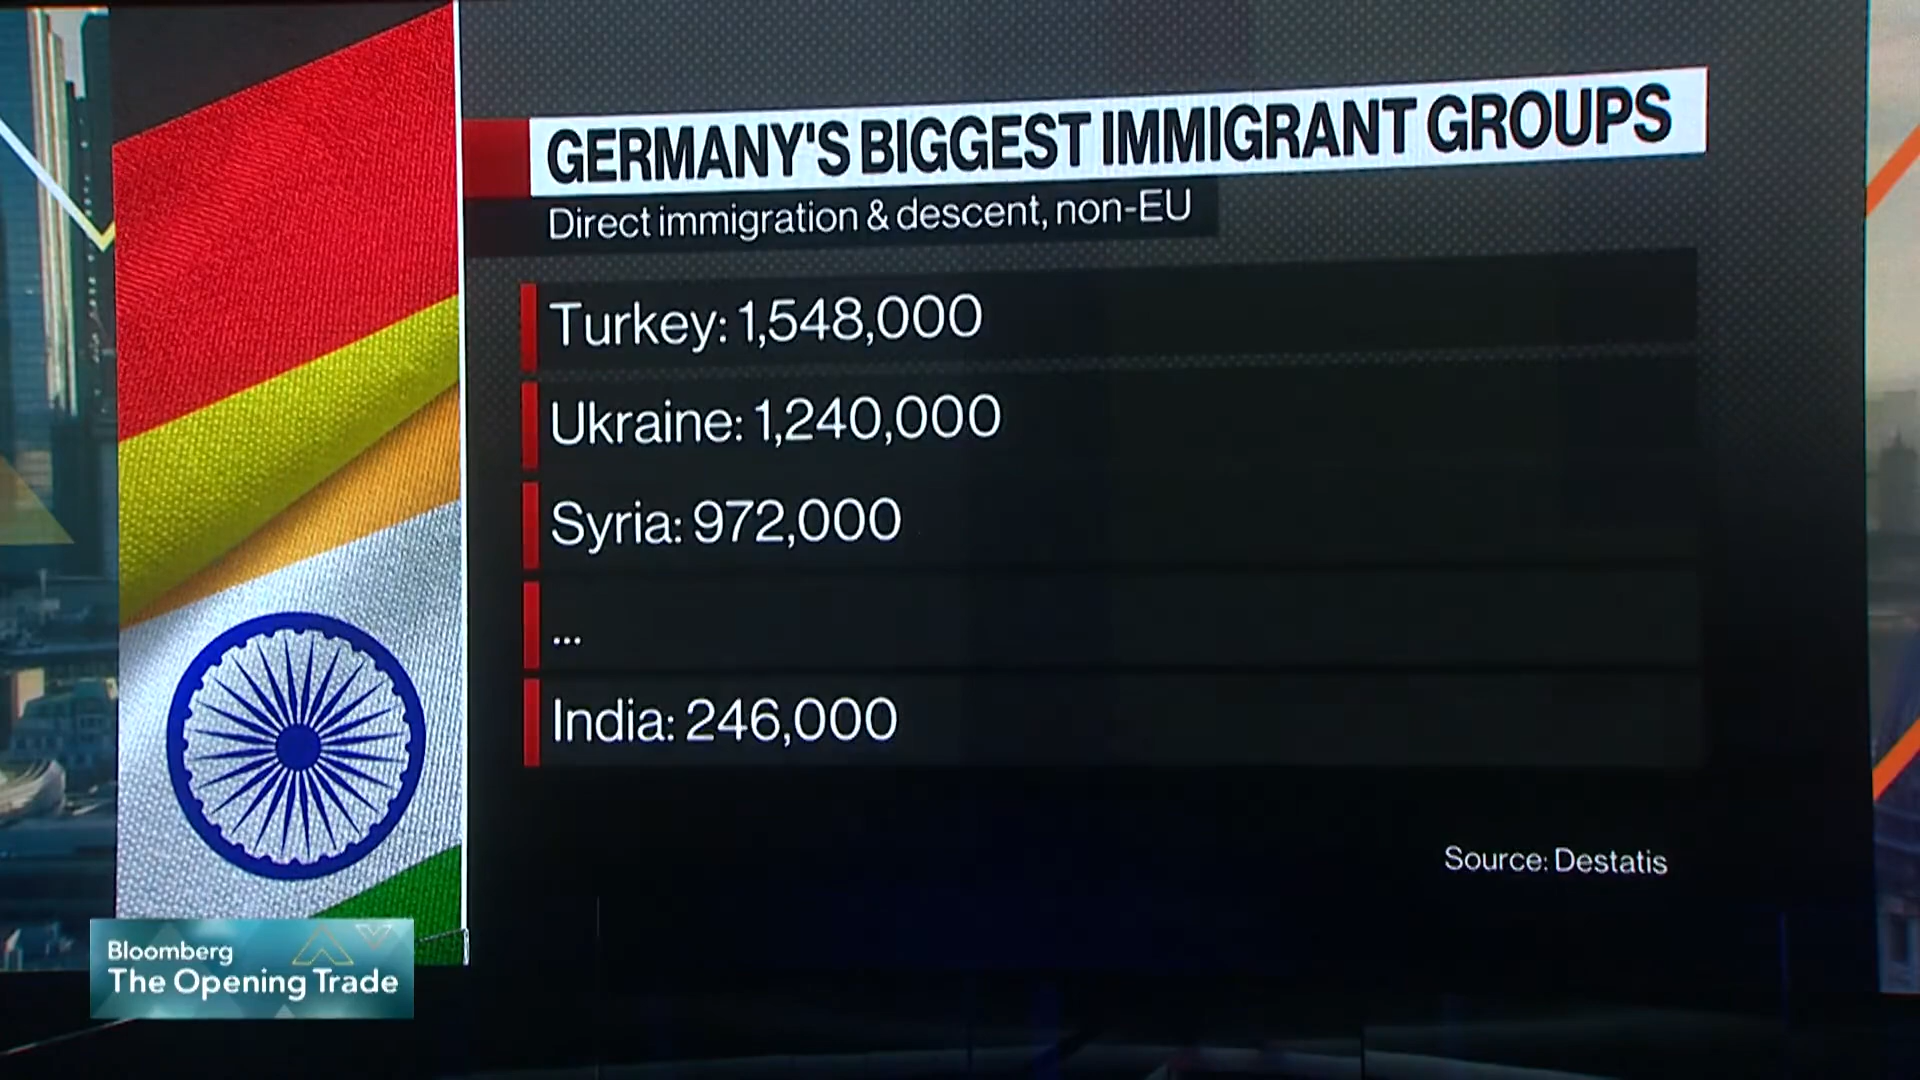 GERMANY'S BIGGEST IMMIGRANT GROUPS
Direct immigration & descent, non-EU
Turkey: 1,548,000
Ukraine: 1,240,000
Syria: 972,000
...
India: 246,000
Source: Destatis
Bloomberg
The Opening Trade